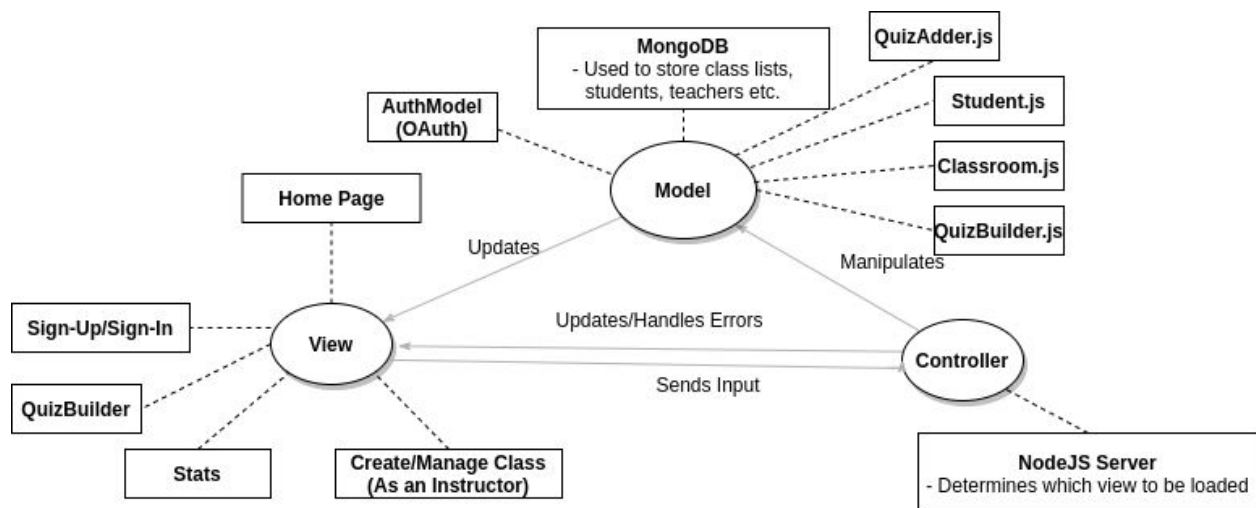 MongoDB
- Used to store class lists,
students, teachers etc.
QuizAdder.js
AuthModel
(OAuth)
Student.js
Classroom.js
Model
Home Page
QuizBuilder.js
Updates
Manipulates
Sign-Up/Sign-In
View
Updates/Handles Errors
Controller
Sends Input
QuizBuilder
Stats
Create/Manage Class
(As an Instructor)
NodeJS Server
- Determines which view to be loaded